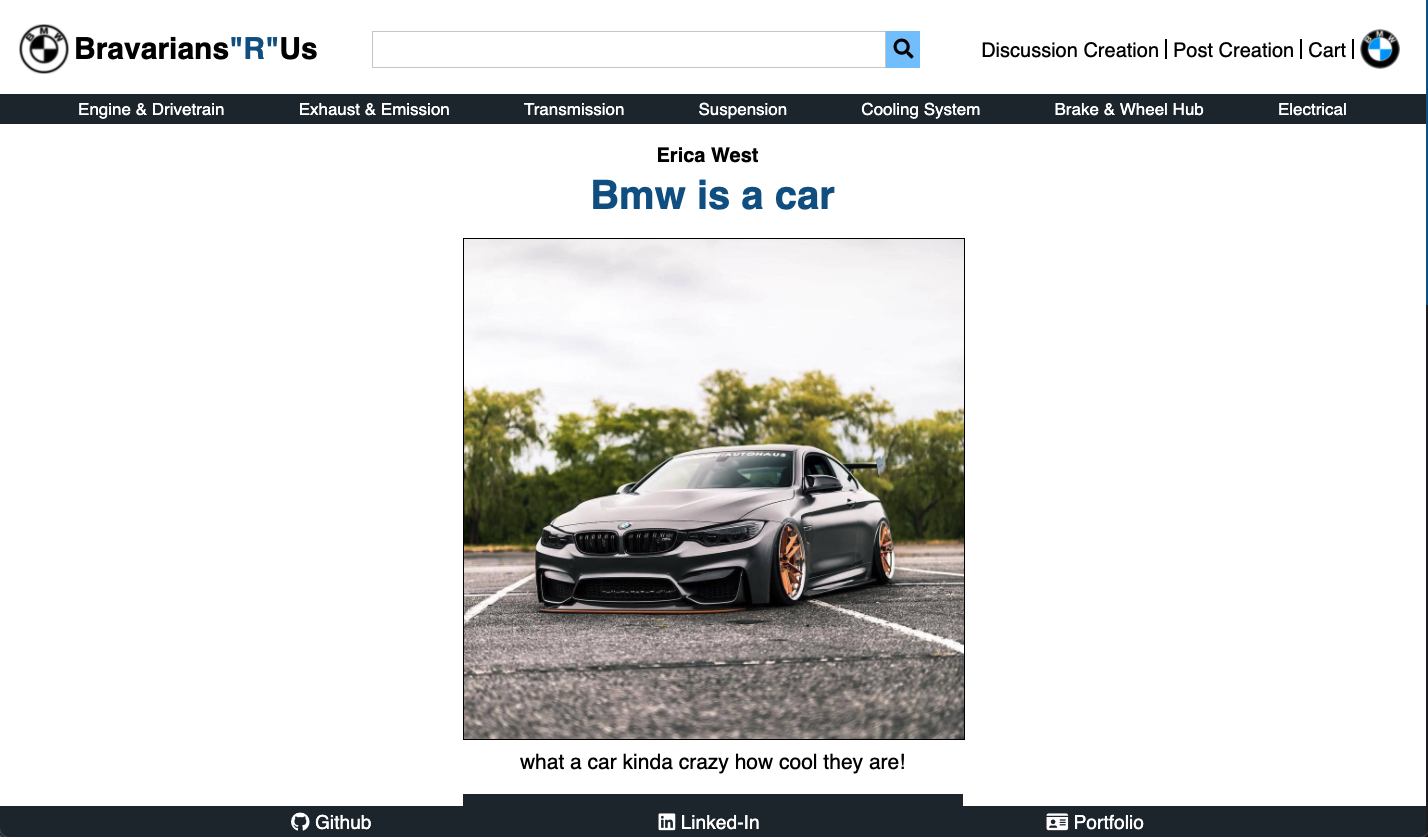 BMW Bravarians"R"Us
Discussion Creation | Post Creation | Cart | BMW
Engine & Drivetrain Exhaust & Emission Transmission Suspension Cooling System Brake & Wheel Hub Electrical
Erica West
Bmw is a car
AUTOHAUS
what a car kinda crazy how cool they are!
Github Linked-In Portfolio